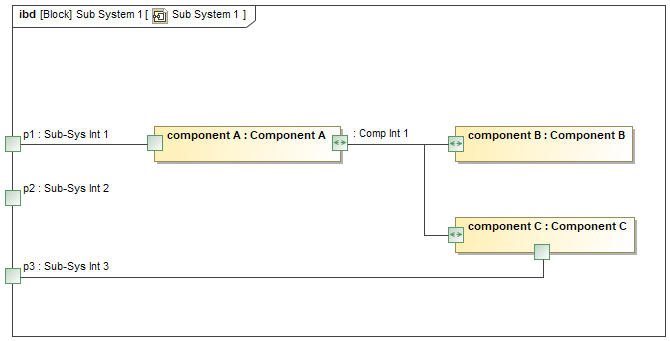 ibd [Block] Sub System 1 [ Sub System 1 ]
p1 : Sub-Sys Int 1
component A : Component A
: Comp Int 1
component B : Component B
p2 : Sub-Sys Int 2
component C : Component C
p3 : Sub-Sys Int 3